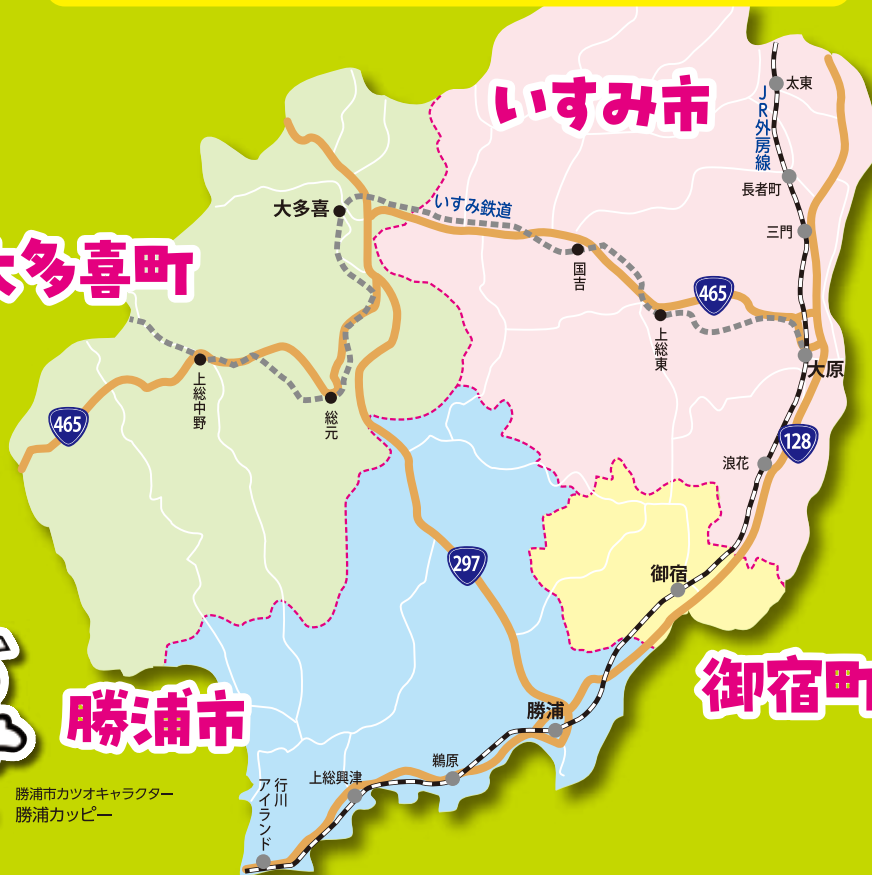 いすみ市
太東
JR外房線
長者町
三門
大多喜
いすみ鉄道
国吉
大多喜町
465
上総東
大原
上総中野
総元
465
128
浪花
297
御宿
御宿町
勝浦市
勝浦
鵜原
上総興津
行川
アイランド
勝浦市カツオキャラクター
勝浦カッピー